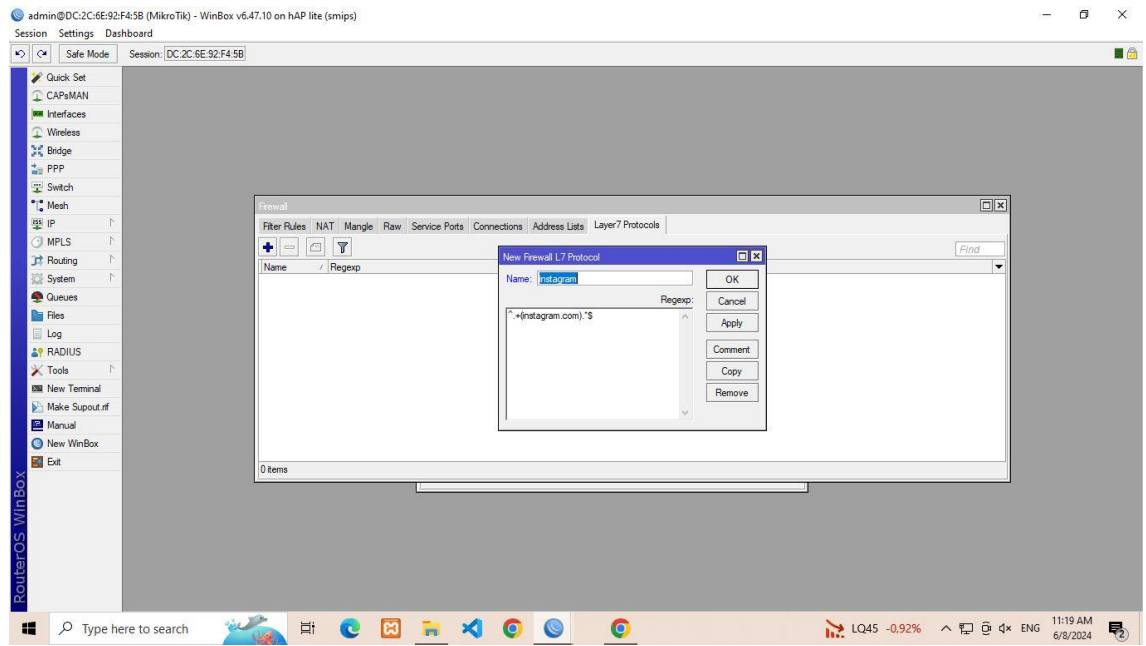 admin@DC:2C:6E:92:F4:5B (MikroTik) - WinBox v6.47.10 on hAP lite (smips)
Session Settings Dashboard
Safe Mode Session: DC:2C:6E:92:F4:5B
Quick Set
CAPsMAN
Interfaces
Wireless
Bridge
PPP
Switch
Mesh
IP
MPLS
Routing
System
Queues
Files
Log
RADIUS
Tools
New Terminal
Make Supout.rif
Manual
New WinBox
Exit
RouterOS WinBox
Firewall
Filter Rules NAT Mangle Raw Service Ports Connections Address Lists Layer7 Protocols
Find
Name / Regexp
0 items
New Firewall L7 Protocol
Name: instagram
Regexp:
^.+(instagram.com).*$
OK
Cancel
Apply
Comment
Copy
Remove
Type here to search
LQ45 -0,92%
ENG
11:19 AM
6/8/2024
2